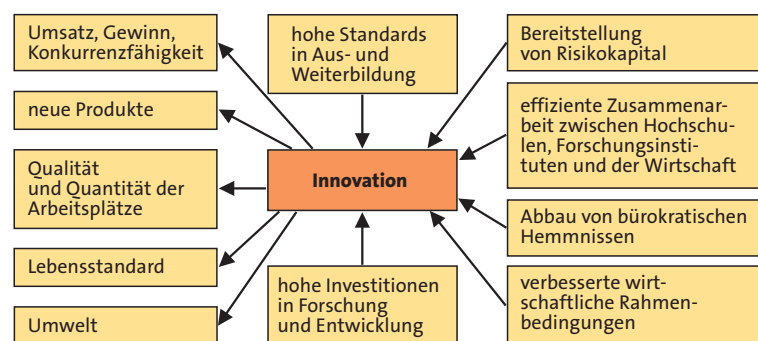 Umsatz, Gewinn,
Konkurrenzfähigkeit
neue Produkte
Qualität
und Quantität der
Arbeitsplätze
Lebensstandard
Umwelt
hohe Standards
in Aus- und
Weiterbildung
Innovation
hohe Investitionen
in Forschung
und Entwicklung
Bereitstellung
von Risikokapital
effiziente Zusammenar-
beit zwischen Hochschu-
len, Forschungsinsti-
tuten und der Wirtschaft
Abbau von bürokratischen
Hemmnissen
verbesserte wirt-
schaftliche Rahmen-
bedingungen